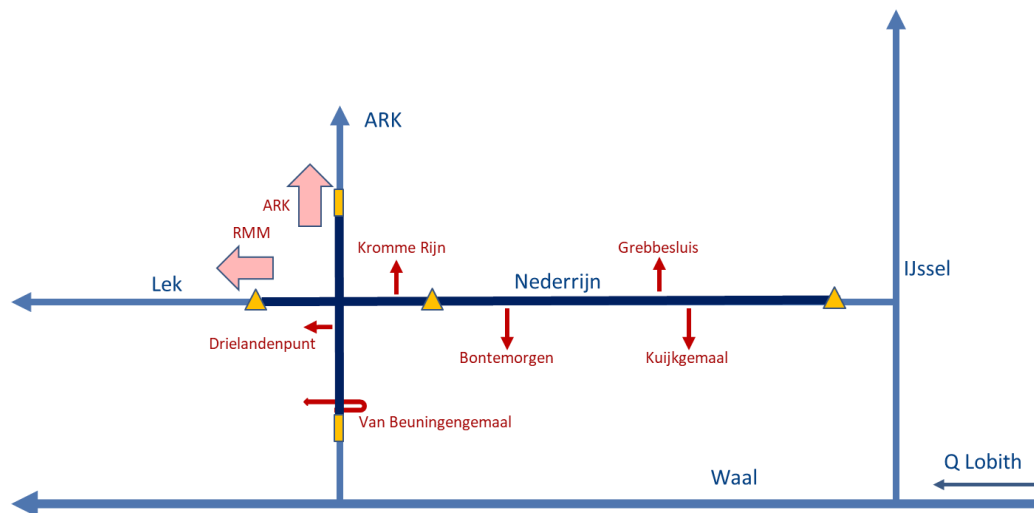 ARK
ARK
RMM
Kromme Rijn
Grebbesluis
Lek
Nederrijn
IJssel
Drielandenpunt
Bontemorgen
Kuijkgemaal
Van Beuningengemaal
Waal
Q Lobith